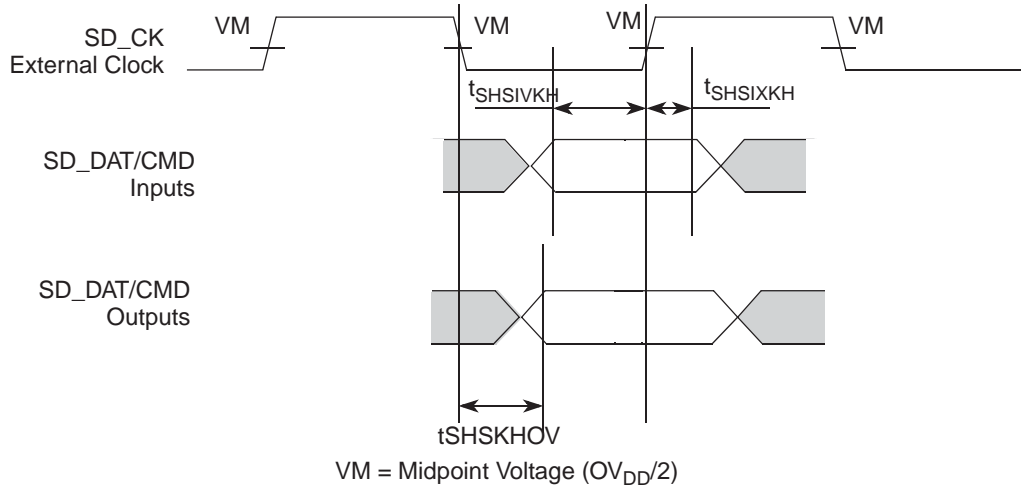 VM VM VM VM
SD_CK
External Clock
tSHSIVKH tSHSIXKH
SD_DAT/CMD
Inputs
SD_DAT/CMD
Outputs
tSHSKHOV
VM = Midpoint Voltage (OVDD/2)